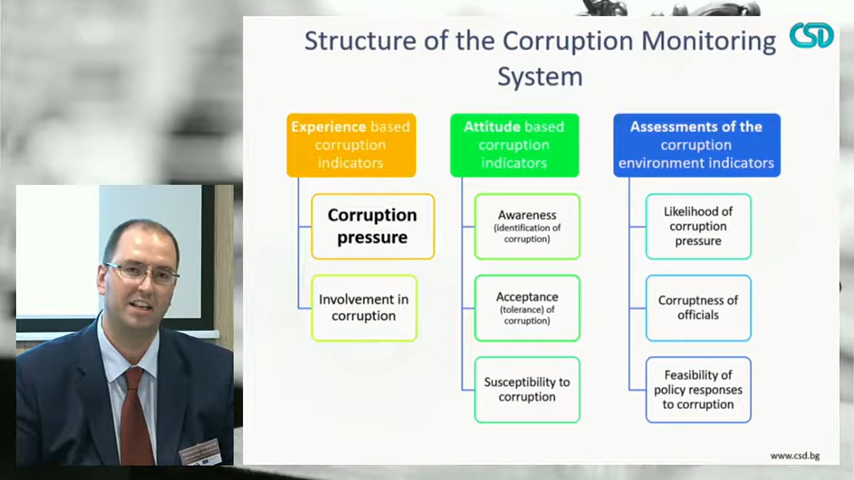 Structure of the Corruption Monitoring
System
CSD
Experience based
corruption
indicators
Corruption
pressure
Involvement in
corruption
Attitude based
corruption
indicators
Awareness
(identification of
corruption)
Acceptance
(tolerance) of
corruption)
Susceptibility to
corruption
Assessments of the
corruption
environment indicators
Likelihood of
corruption
pressure
Corruptness of
officials
Feasibility of
policy responses
to corruption
www.csd.bg